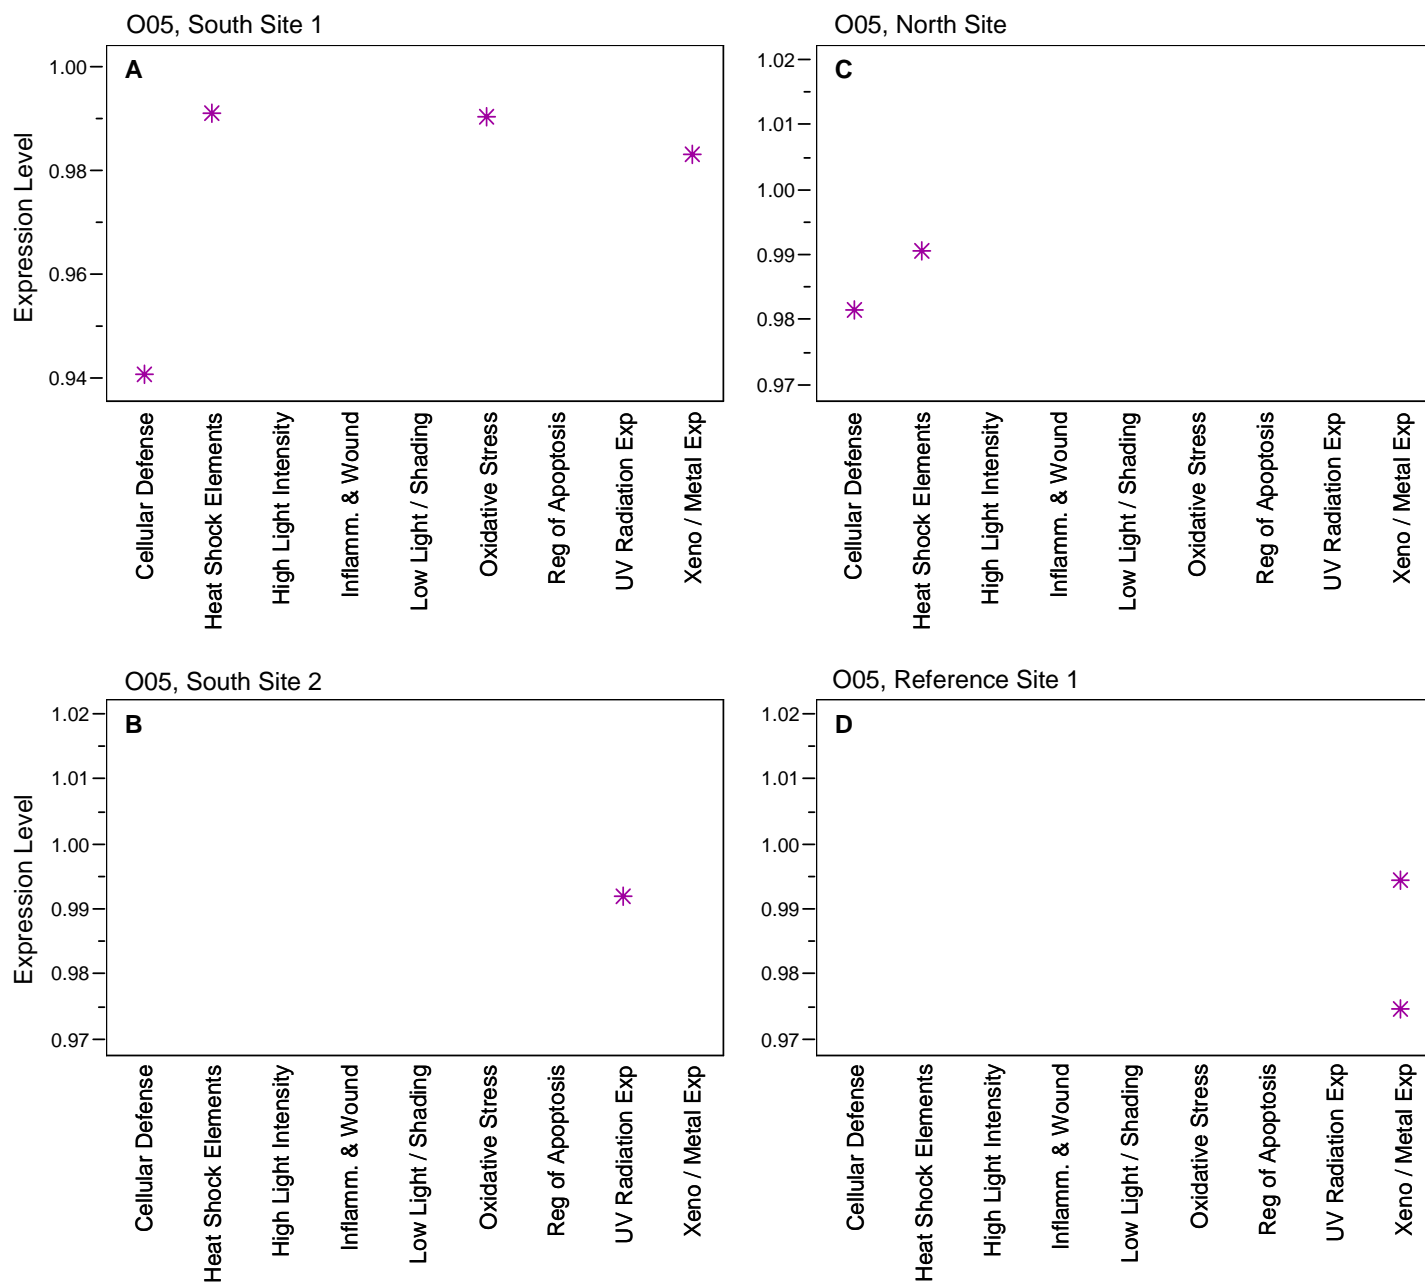 O05, South Site 1
A
Expression Level
1.00
0.98
0.96
0.94
Cellular Defense
Heat Shock Elements
High Light Intensity
Inflamm. & Wound
Low Light / Shading
Oxidative Stress
Reg of Apoptosis
UV Radiation Exp
Xeno / Metal Exp
O05, North Site
C
1.02
1.01
1.00
0.99
0.98
0.97
Cellular Defense
Heat Shock Elements
High Light Intensity
Inflamm. & Wound
Low Light / Shading
Oxidative Stress
Reg of Apoptosis
UV Radiation Exp
Xeno / Metal Exp
O05, South Site 2
B
Expression Level
1.02
1.01
1.00
0.99
0.98
0.97
Cellular Defense
Heat Shock Elements
High Light Intensity
Inflamm. & Wound
Low Light / Shading
Oxidative Stress
Reg of Apoptosis
UV Radiation Exp
Xeno / Metal Exp
O05, Reference Site 1
D
1.02
1.01
1.00
0.99
0.98
0.97
Cellular Defense
Heat Shock Elements
High Light Intensity
Inflamm. & Wound
Low Light / Shading
Oxidative Stress
Reg of Apoptosis
UV Radiation Exp
Xeno / Metal Exp